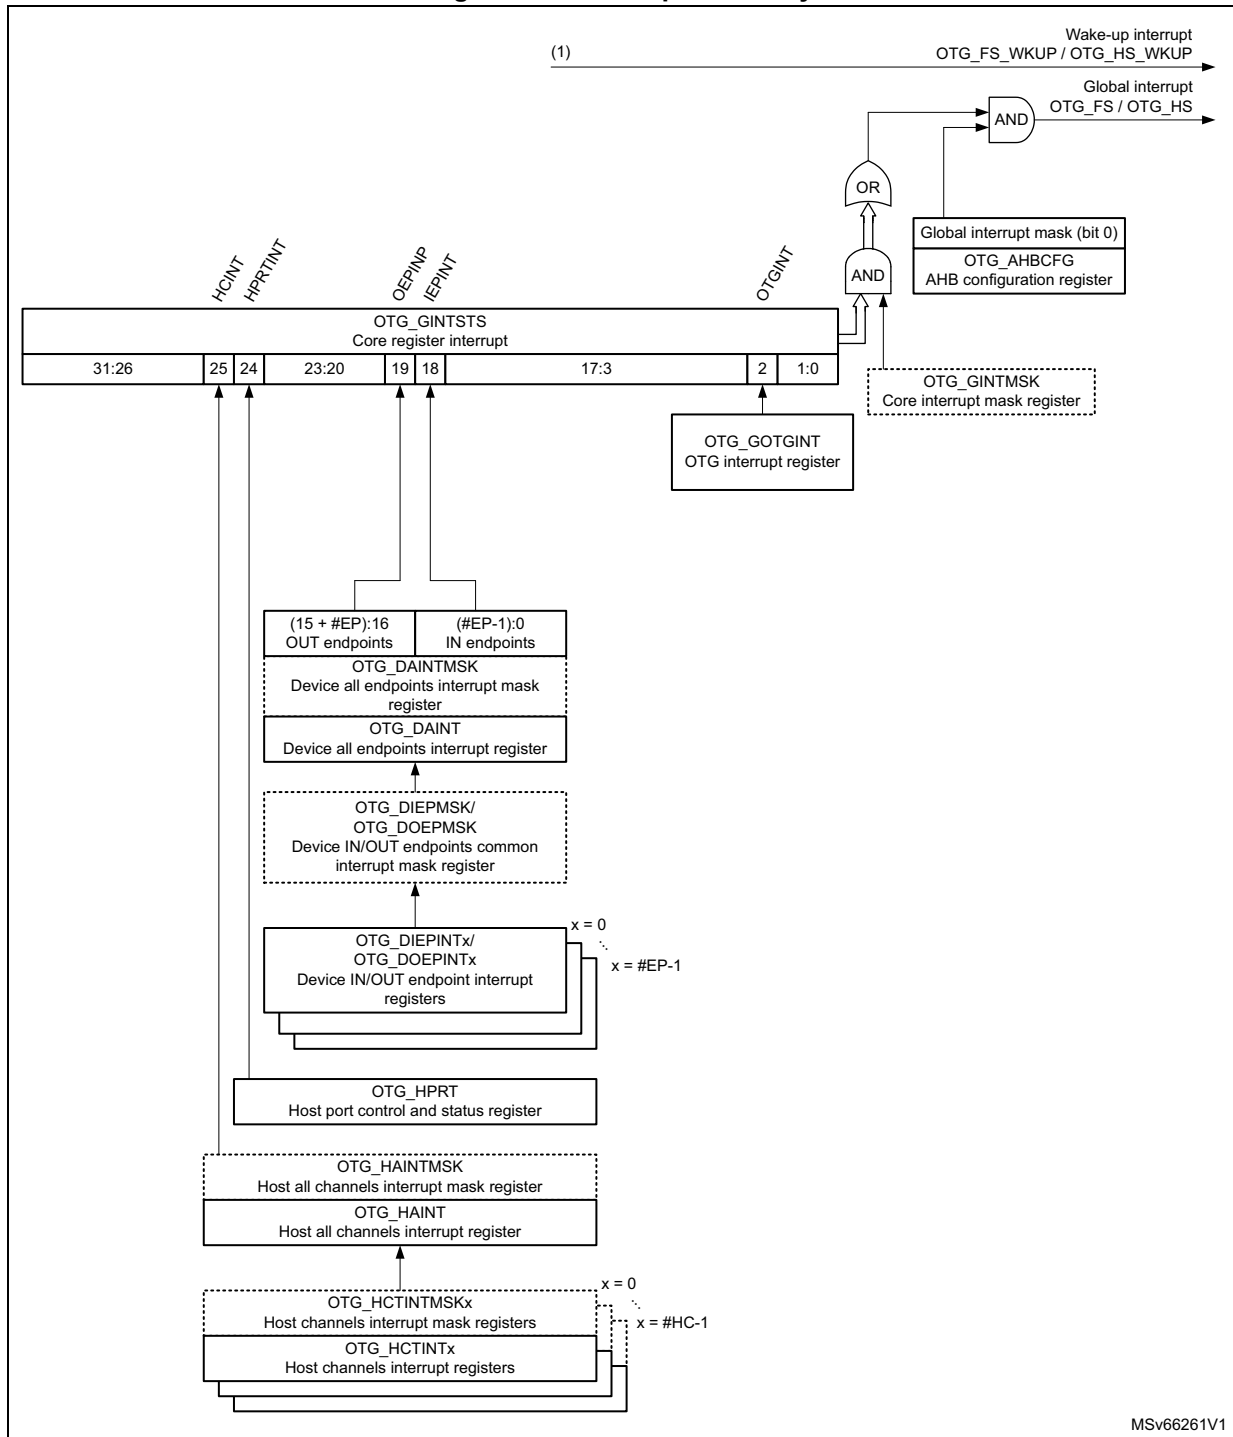 (1)
Wake-up interrupt
OTG_FS_WKUP / OTG_HS_WKUP
Global interrupt
OTG_FS / OTG_HS
AND
OR
Global interrupt mask (bit 0)
OTG_AHBCFG
AHB configuration register
AND
HCINT
HPRTINT
OEPINP
IEPINT
OTGINT
OTG_GINTSTS
Core register interrupt
31:26 25 24 23:20 19 18 17:3 2 1:0
OTG_GINTMSK
Core interrupt mask register
OTG_GOTGINT
OTG interrupt register
(15 + #EP):16
OUT endpoints
(#EP-1):0
IN endpoints
OTG_DAINTMSK
Device all endpoints interrupt mask
register
OTG_DAINT
Device all endpoints interrupt register
OTG_DIEPMSK/
OTG_DOEPMSK
Device IN/OUT endpoints common
interrupt mask register
x = 0
x = #EP-1
OTG_DIEPINTx/
OTG_DOEPINTx
Device IN/OUT endpoint interrupt
registers
OTG_HPRT
Host port control and status register
OTG_HAINTMSK
Host all channels interrupt mask register
OTG_HAINT
Host all channels interrupt register
x = 0
x = #HC-1
OTG_HCTINTMSKx
Host channels interrupt mask registers
OTG_HCTINTx
Host channels interrupt registers
MSv66261V1